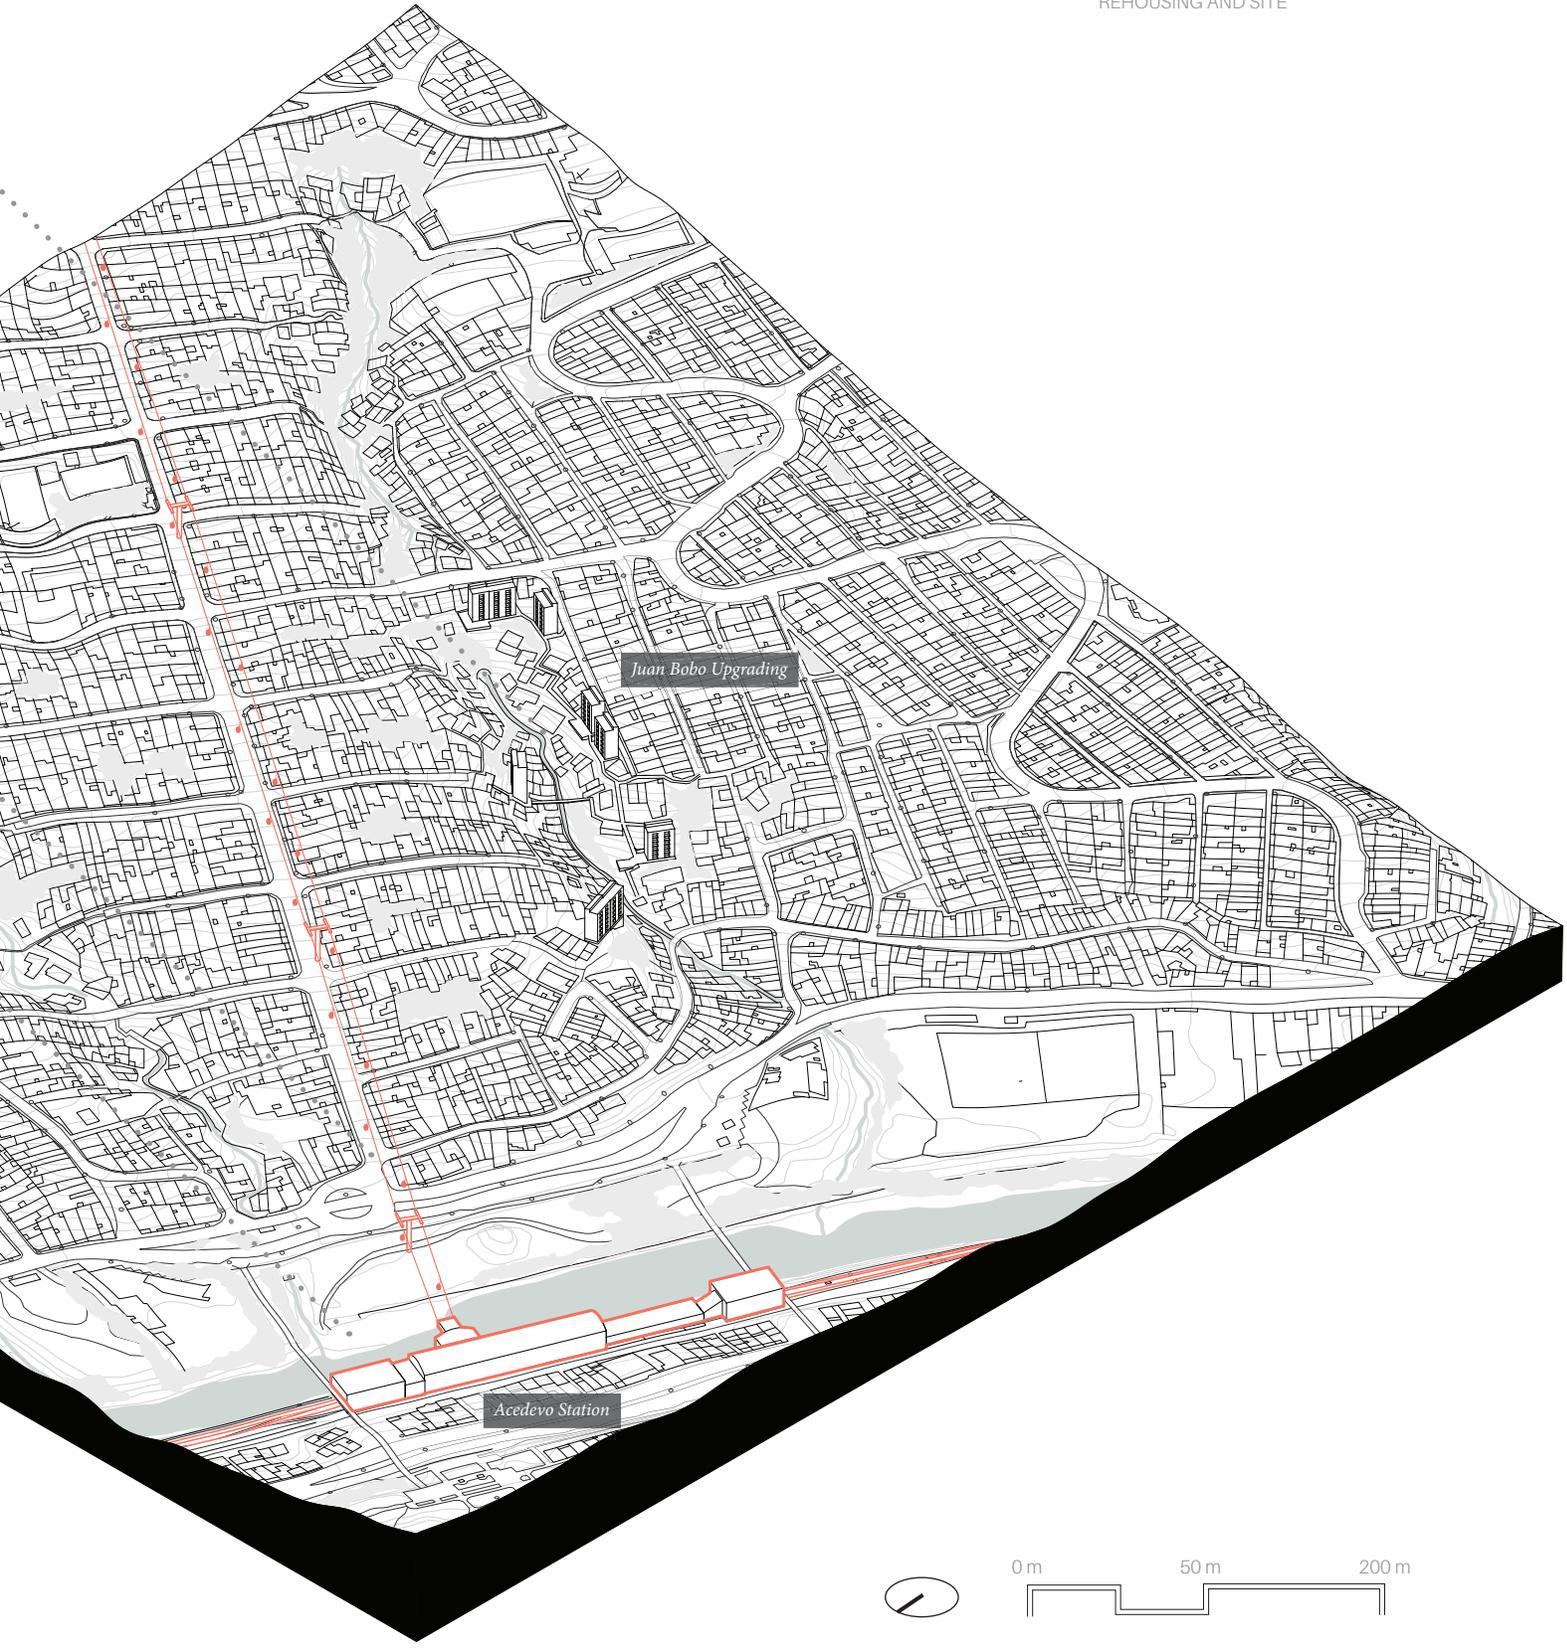 REHOUSING AND SITE
Juan Bobo Upgrading
Acedevo Station
0 m 50 m 200 m